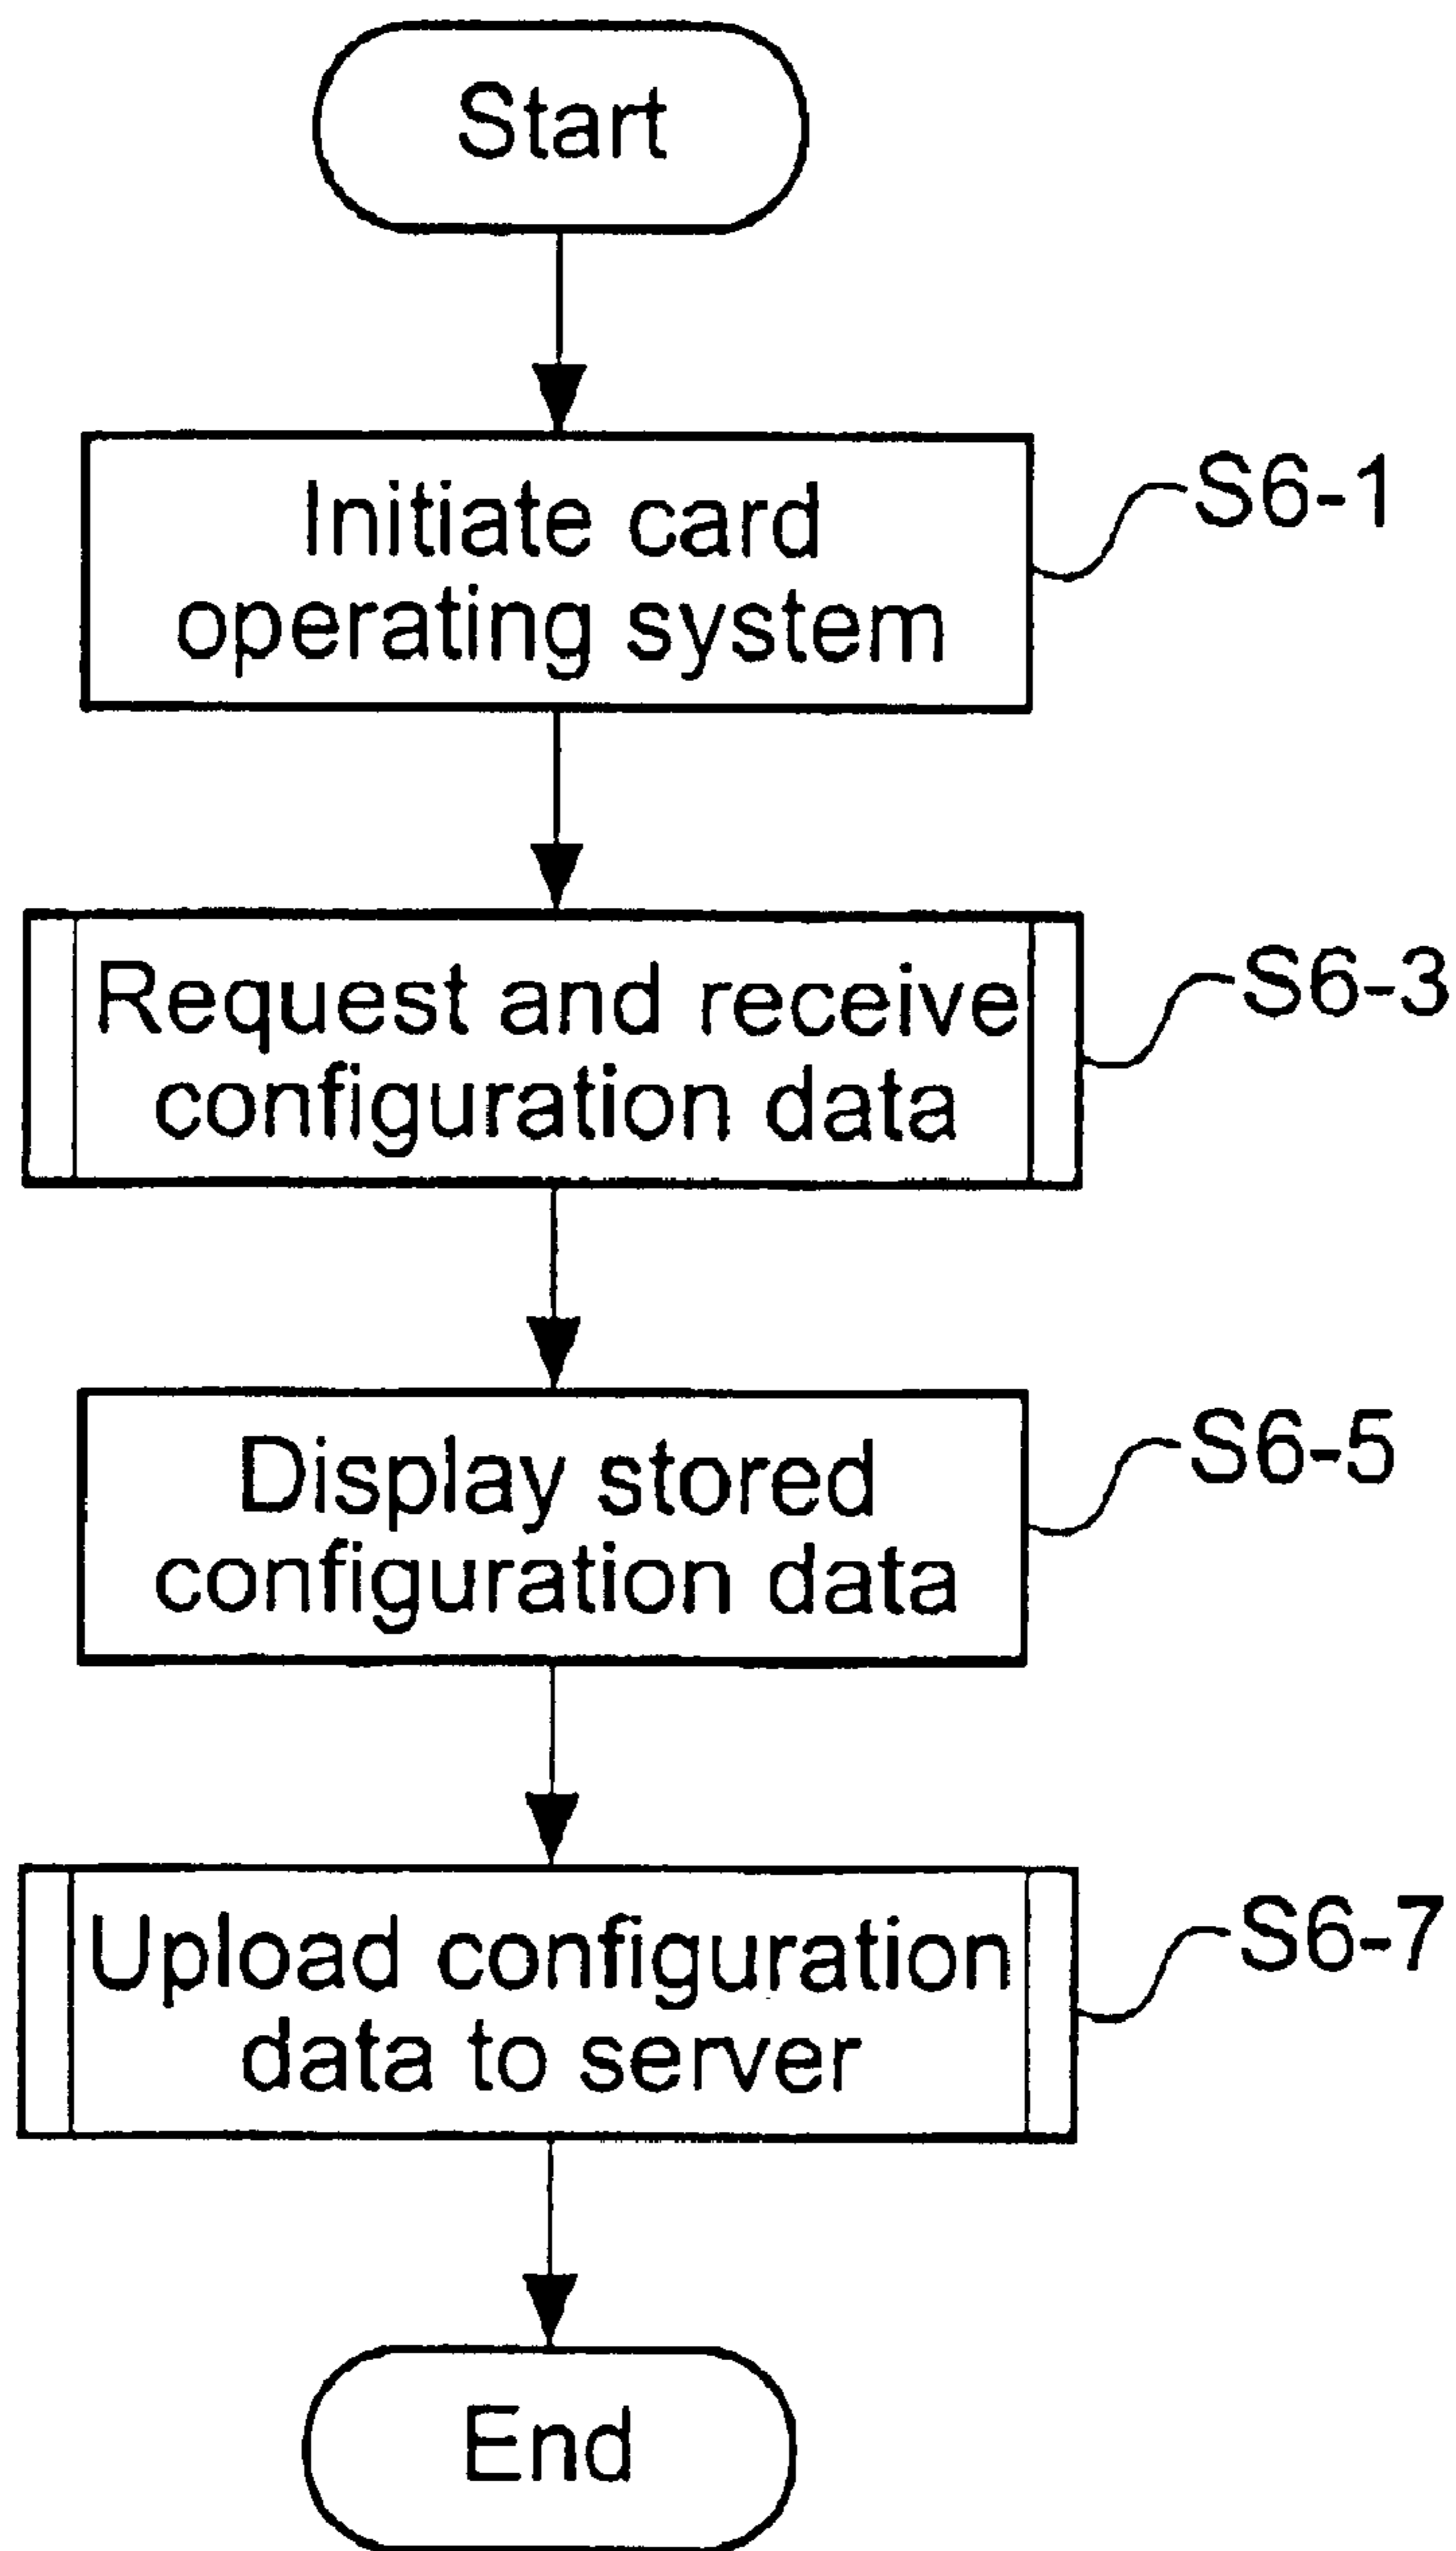 Start
Initiate card
operating system
S6-1
Request and receive
configuration data
S6-3
Display stored
configuration data
S6-5
Upload configuration
data to server
S6-7
End